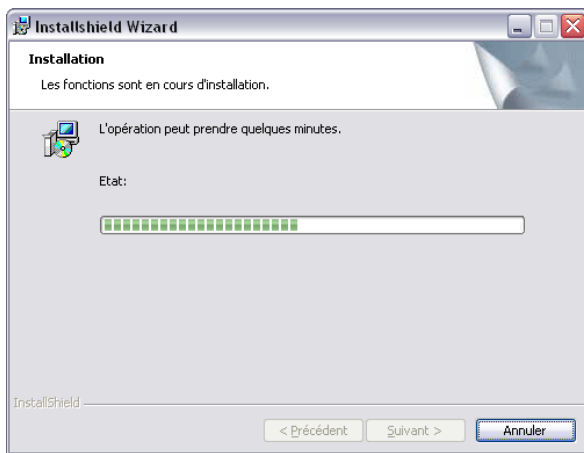 Installshield Wizard
Installation
Les fonctions sont en cours d'installation.
L'opération peut prendre quelques minutes.
Etat:
InstallShield
< Précédent
Suivant >
Annuler